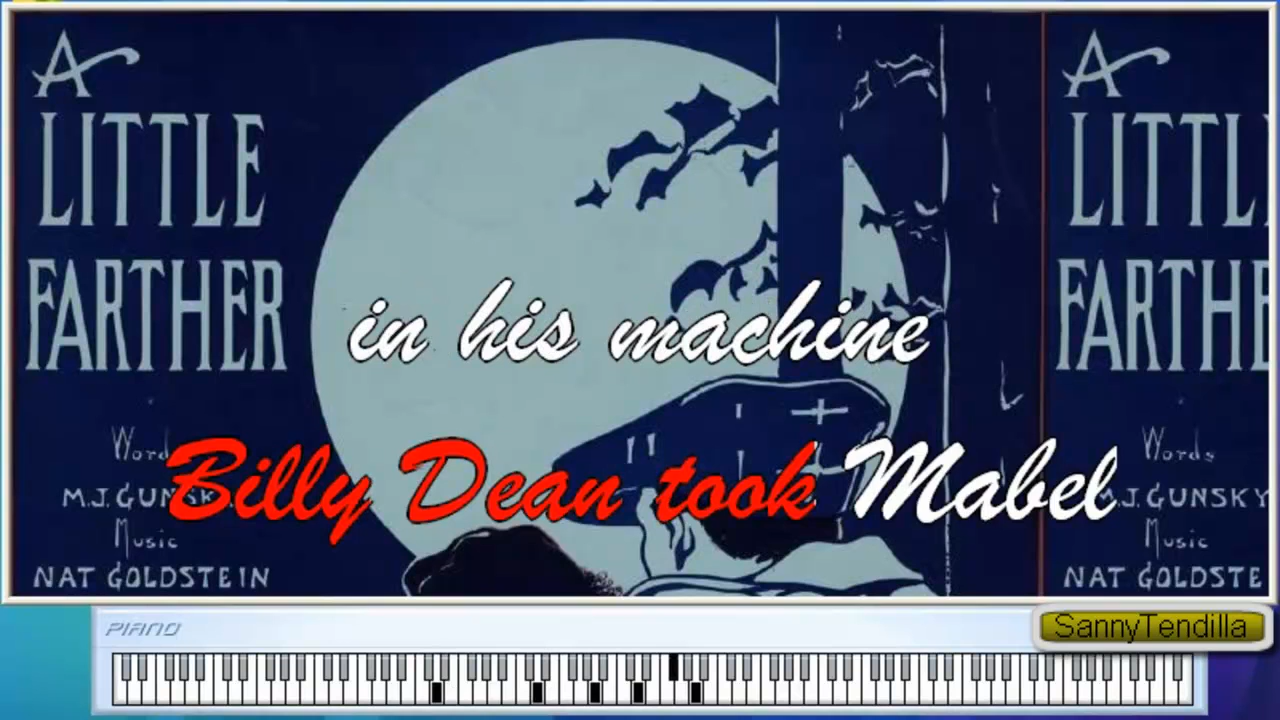 A
LITTLE
FARTHER
Words
M.J. GUNSKY
Music
NAT GOLDSTEIN
A
LITTL
FARTHE
Words
M.J. GUNSKY
Music
NAT GOLDSTE
in his machine
Billy Dean took Mabel
PIANO
SannyTendilla